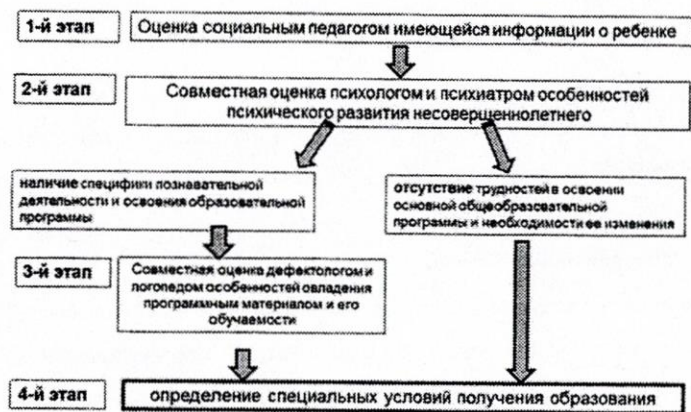 1-й этап
Оценка социальным педагогом имеющейся информации о ребенке
2-й этап
Совместная оценка психологом и психиатром особенностей
психического развития несовершеннолетнего
наличие специфики познавательной
деятельности и освоения образовательной
программы
отсутствие трудностей в освоении
основной общеобразовательной
программы и необходимости ее изменения
3-й этап
Совместная оценка дефектологом и
логопедом особенностей овладения
программным материалом и его
обучаемости
4-й этап
определение специальных условий получения образования